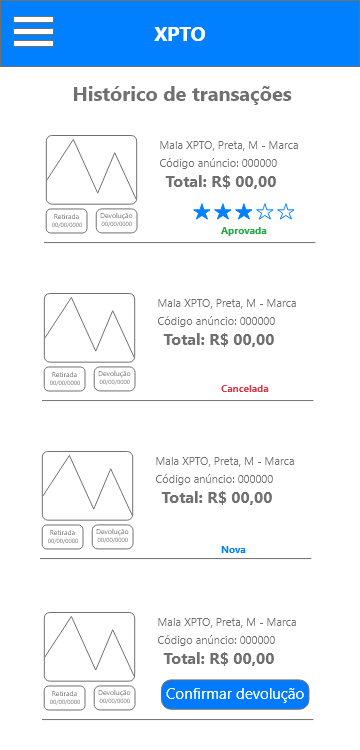 XPTO
Histórico de transações
Mala XPTO, Preta, M - Marca
Código anúncio: 000000
Total: R$ 00,00
Retirada
00/00/0000
Devolução
00/00/0000
Aprovada
Mala XPTO, Preta, M - Marca
Código anúncio: 000000
Total: R$ 00,00
Retirada
00/00/0000
Devolução
00/00/0000
Cancelada
Mala XPTO, Preta, M - Marca
Código anúncio: 000000
Total: R$ 00,00
Retirada
00/00/0000
Devolução
00/00/0000
Nova
Mala XPTO, Preta, M - Marca
Código anúncio: 000000
Total: R$ 00,00
Retirada
00/00/0000
Devolução
00/00/0000
Confirmar devolução